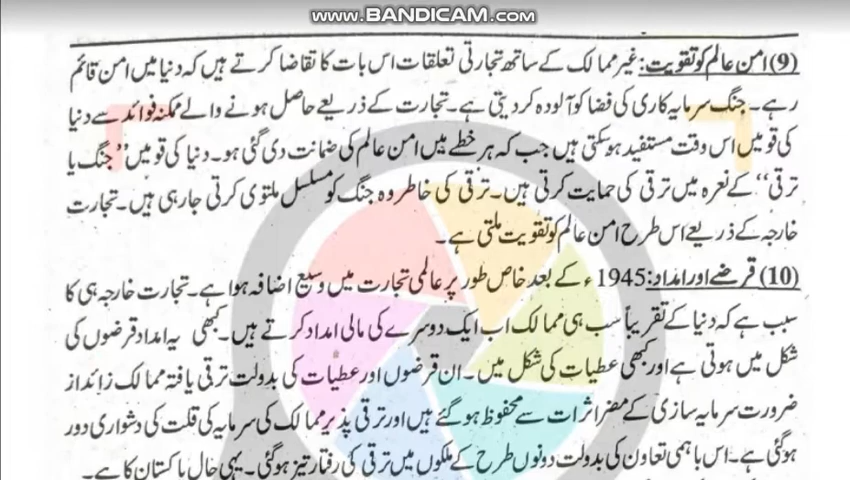 WWW.BANDICAM.COM
(9) امن عالم کو تقویت: غیر ممالک کے ساتھ تجارتی تعلقات اس بات کا تقاضا کرتے ہیں کہ دنیا میں امن قائم
رہے۔ جنگ سرمایہ کاری کی فضا کو آلودہ کر دیتی ہے۔ تجارت کے ذریعے حاصل ہونے والے ممکنہ فوائد سے دنیا
کی قومیں اس وقت مستفید ہو سکتی ہیں جب کہ ہر خطے میں امن عالم کی ضمانت دی گئی ہو۔ دنیا کی قومیں "جنگ یا
ترقی" کے نعرہ میں ترقی کی حمایت کرتی ہیں۔ ترقی کی خاطر وہ جنگ کو مسلسل ملتوی کرتی جا رہی ہیں۔ تجارت
خارجہ کے ذریعے اس طرح امن عالم کو تقویت ملتی ہے۔
(10) قرضے اور امداد: 1945ء کے بعد خاص طور پر عالمی تجارت میں وسیع اضافہ ہوا ہے۔ تجارت خارجہ ہی کا
سبب ہے کہ دنیا کے تقریباً سب ہی ممالک اب ایک دوسرے کی مالی امداد کرتے ہیں۔ کبھی یہ امداد قرضوں کی
شکل میں ہوتی ہے اور کبھی عطیات کی شکل میں۔ ان قرضوں اور عطیات کی بدولت ترقی یافتہ ممالک زائد از
ضرورت سرمایہ سازی کے مضر اثرات سے محفوظ ہو گئے ہیں اور ترقی پذیر ممالک کی سرمایہ کی قلت کی دشواری دور
ہو گئی ہے۔ اس باہمی تعاون کی بدولت دونوں طرح کے ملکوں میں ترقی کی رفتار تیز ہو گئی۔ یہی حال پاکستان کا ہے۔